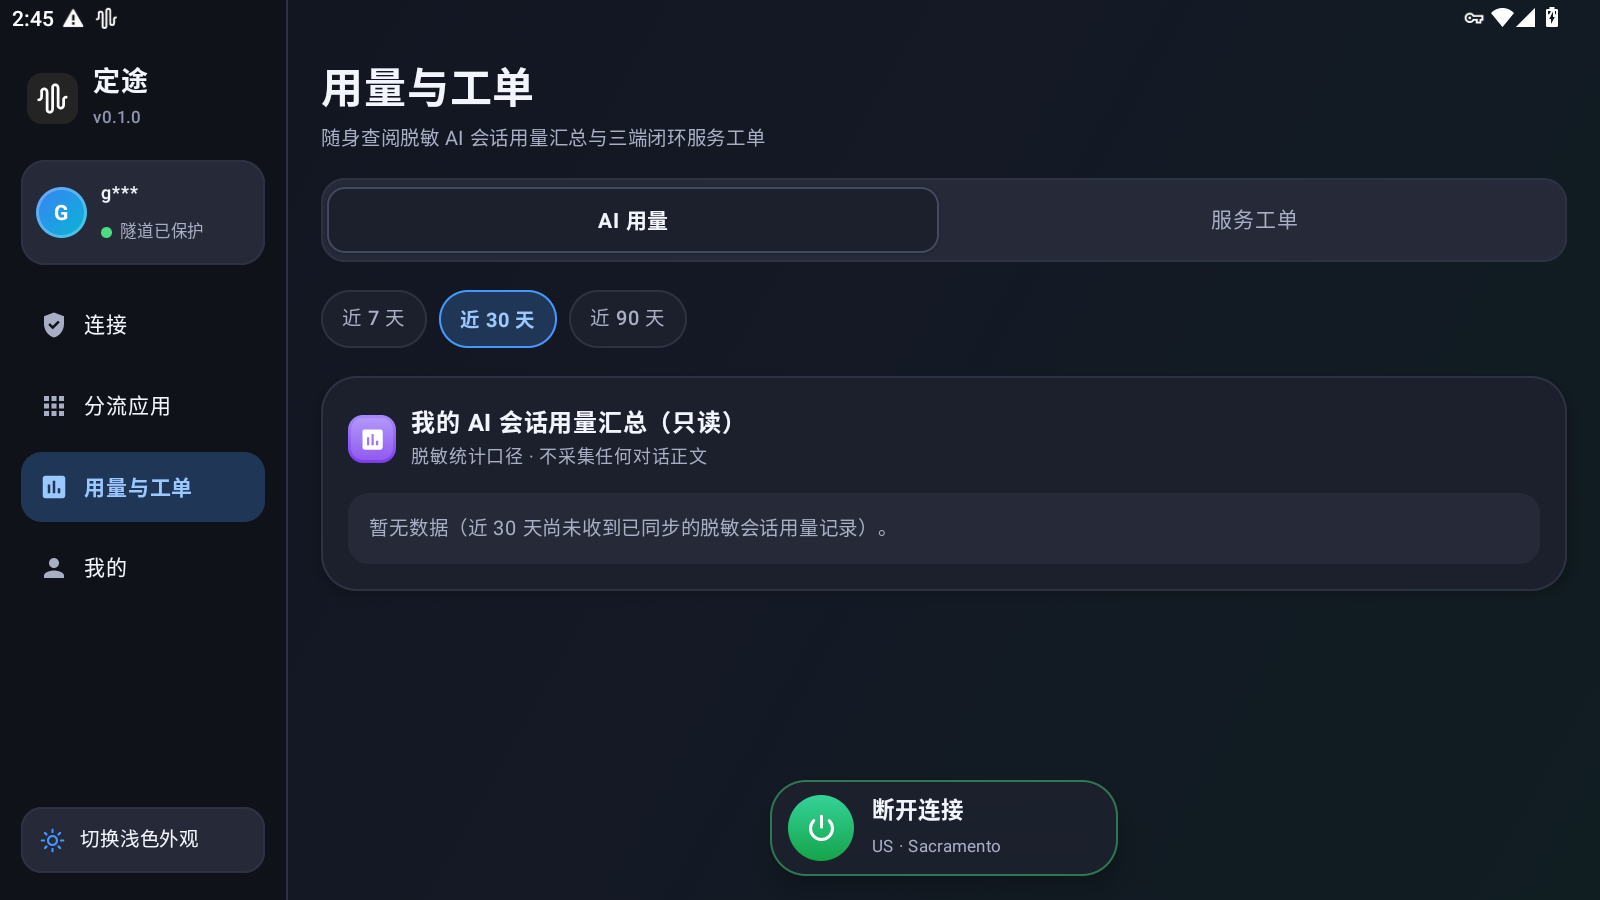 2:45
定途
v0.1.0
G
g***
隧道已保护
连接
分流应用
用量与工单
我的
切换浅色外观
用量与工单
随身查阅脱敏 AI 会话用量汇总与三端闭环服务工单
AI 用量
服务工单
近 7 天
近 30 天
近 90 天
我的 AI 会话用量汇总（只读）
脱敏统计口径 · 不采集任何对话正文
暂无数据（近 30 天尚未收到已同步的脱敏会话用量记录）。
断开连接
US · Sacramento